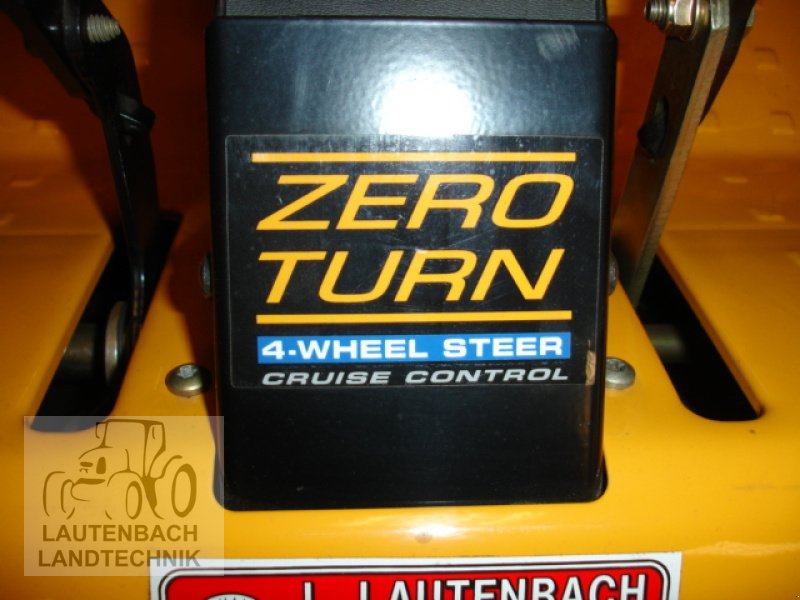 ZERO
TURN
4-WHEEL STEER
CRUISE CONTROL
LAUTENBACH
LANDTECHNIK
L. LAUTENBACH